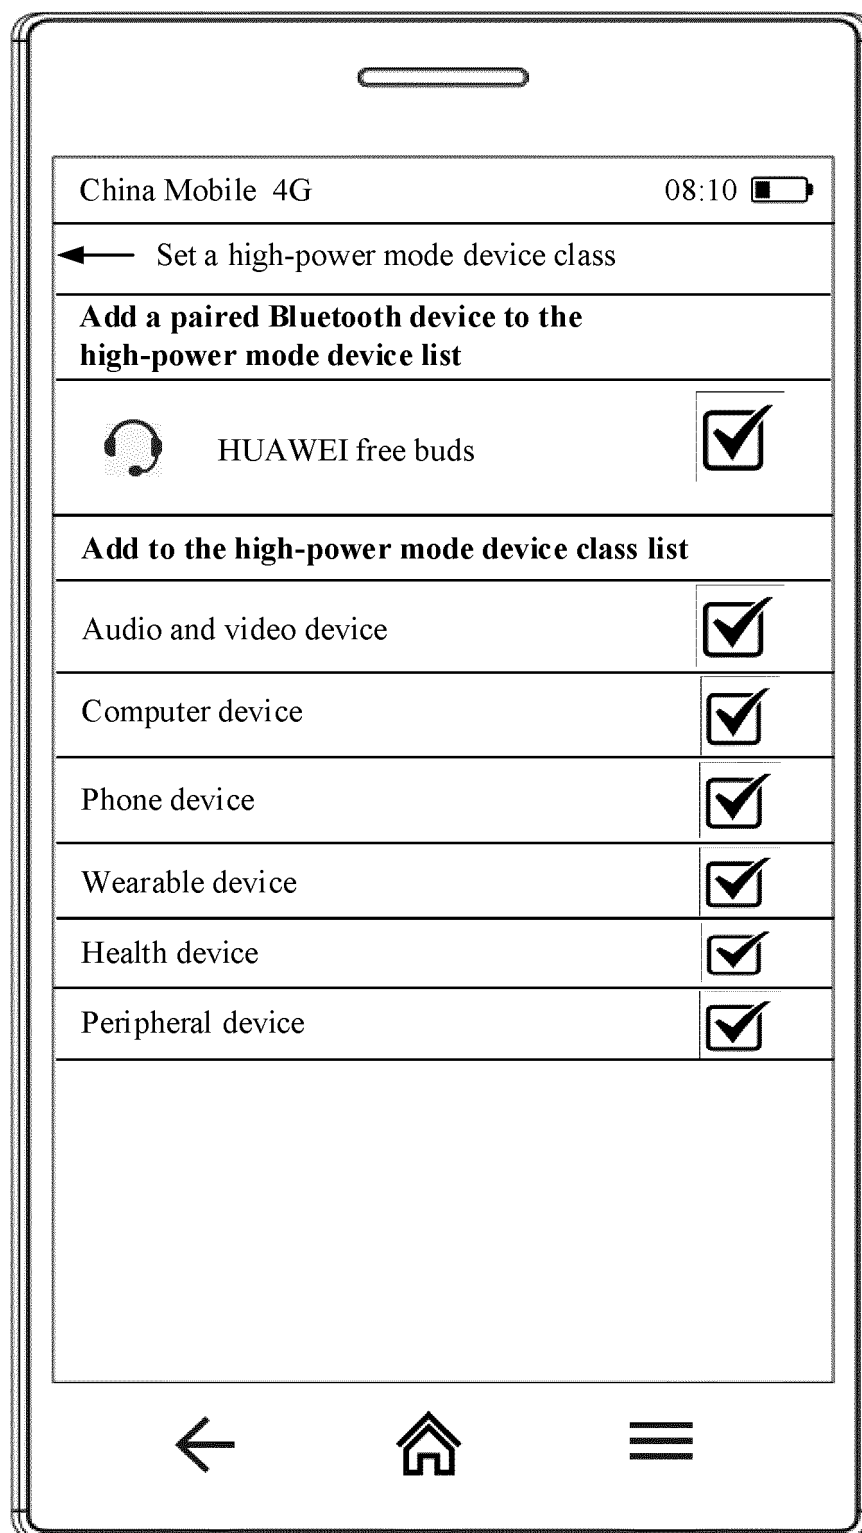 China Mobile 4G 08:10
Set a high-power mode device class
Add a paired Bluetooth device to the
high-power mode device list
HUAWEI free buds
Add to the high-power mode device class list
Audio and video device
Computer device
Phone device
Wearable device
Health device
Peripheral device